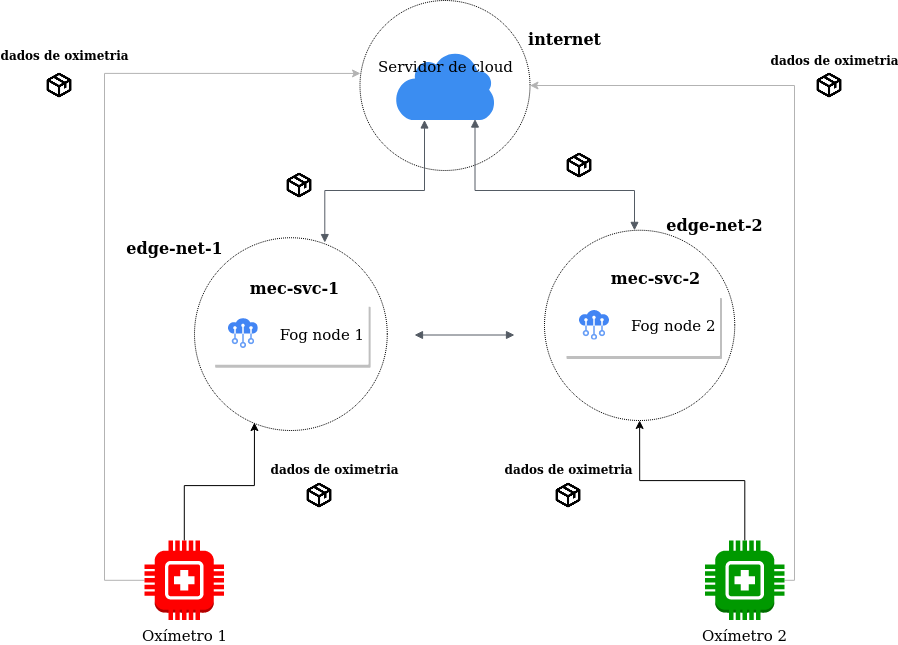 internet
dados de oximetria
dados de oximetria
Servidor de cloud
edge-net-1
edge-net-2
mec-svc-1
mec-svc-2
Fog node 1
Fog node 2
dados de oximetria
dados de oximetria
Oxímetro 1
Oxímetro 2